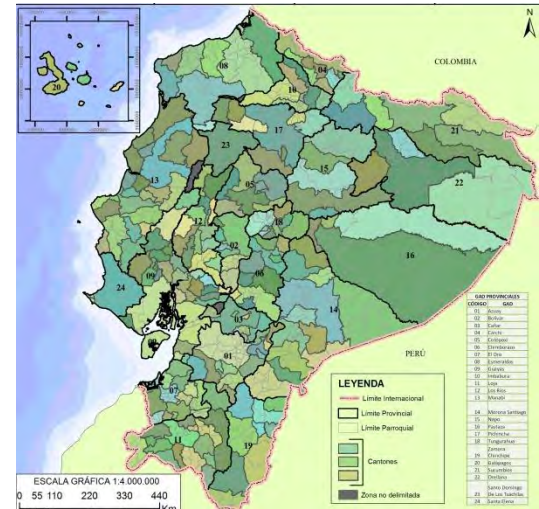 N
COLOMBIA
08
04
10
20
21
17
23
15
13
05
22
12
18
02
16
24
09
06
14
03
PERÚ
01
07
11
19
LEYENDA
Límite Internacional
Límite Provincial
Límite Parroquial
Cantones
Zona no delimitada
ESCALA GRÁFICA 1:4.000.000
0 55 110 220 330 440
Km
GAD PROVINCIALES
CÓDIGO GAD
01 Azuay
02 Bolívar
03 Cañar
04 Carchi
05 Cotopaxi
06 Chimborazo
07 El Oro
08 Esmeraldas
09 Guayas
10 Imbabura
11 Loja
12 Los Ríos
13 Manabí
14 Morona Santiago
15 Napo
16 Pastaza
17 Pichincha
18 Tungurahua
Zamora
19 Chinchipe
20 Galápagos
21 Sucumbíos
22 Orellana
Santo Domingo
23 De Los Tsáchilas
24 Santa Elena